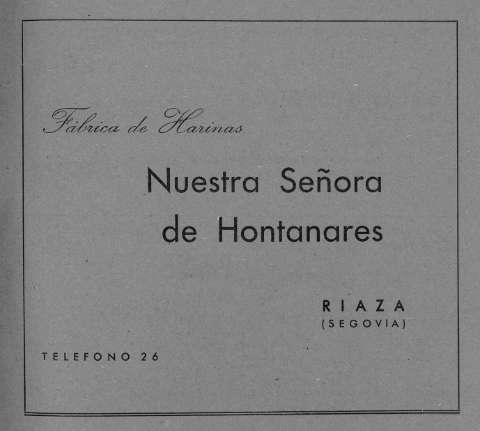 Fábrica de Harinas
Nuestra Señora
de Hontanares
RIAZA
(SEGOVIA)
TELEFONO 26